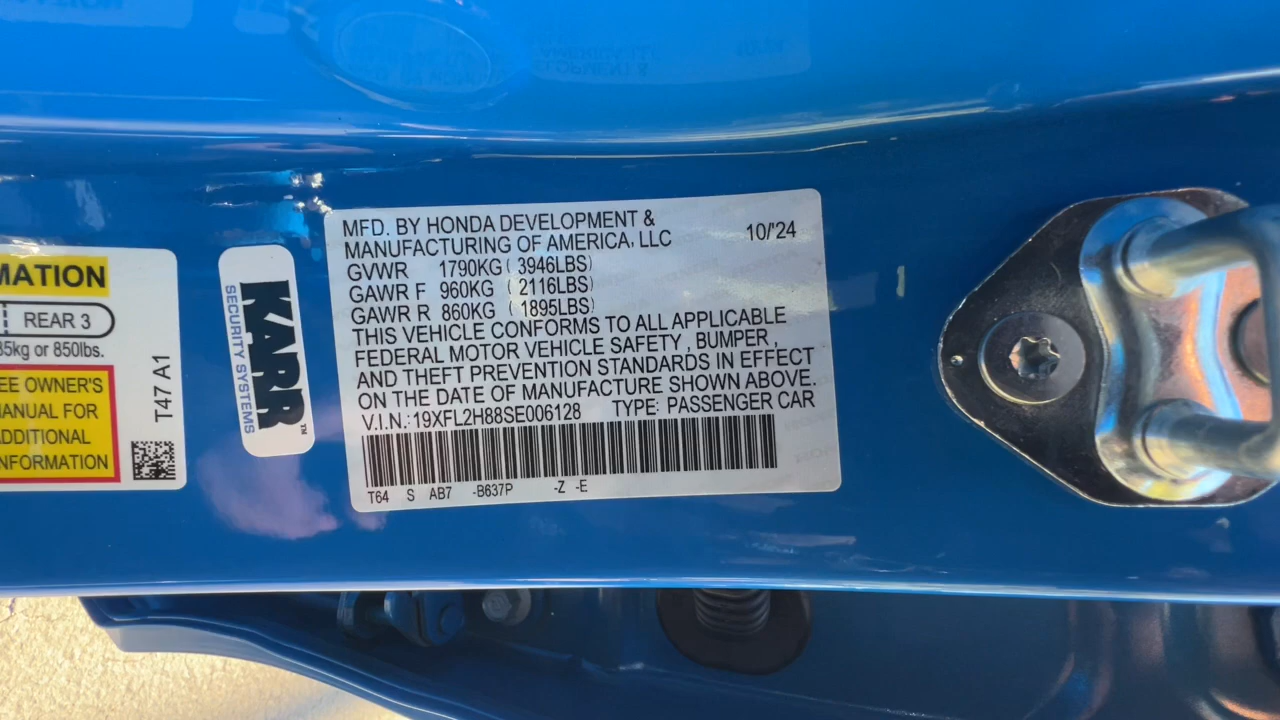 MATION
REAR 3
85kg or 850lbs.
EE OWNER'S
MANUAL FOR
ADDITIONAL
NFORMATION
T47 A1
KARR™
SECURITY SYSTEMS
MFD. BY HONDA DEVELOPMENT &
MANUFACTURING OF AMERICA, LLC 10/'24
GVWR 1790KG ( 3946LBS)
GAWR F 960KG ( 2116LBS)
GAWR R 860KG ( 1895LBS)
THIS VEHICLE CONFORMS TO ALL APPLICABLE
FEDERAL MOTOR VEHICLE SAFETY , BUMPER ,
AND THEFT PREVENTION STANDARDS IN EFFECT
ON THE DATE OF MANUFACTURE SHOWN ABOVE.
V.I.N.: 19XFL2H88SE006128 TYPE: PASSENGER CAR
T64 S AB7 -B637P -Z -E